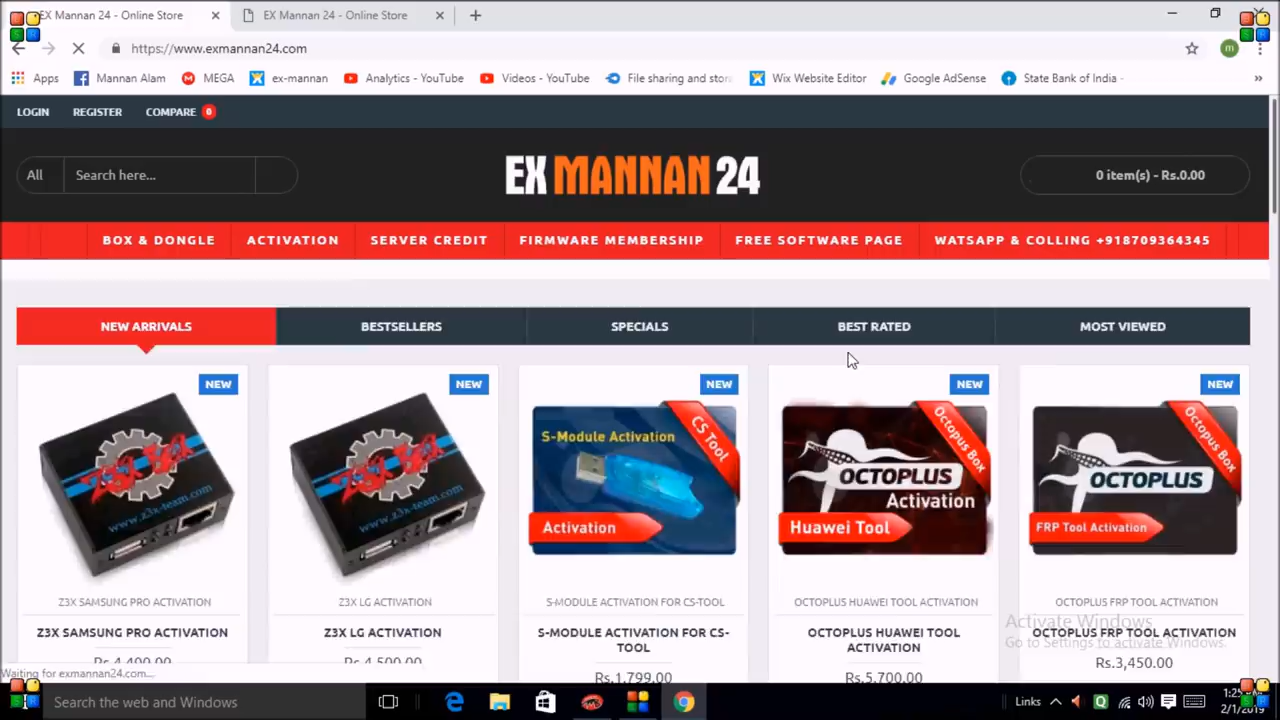 EX Mannan 24 - Online Store
EX Mannan 24 - Online Store
https://www.exmannan24.com
m
Apps
Mannan Alam
MEGA
ex-mannan
Analytics - YouTube
Videos - YouTube
File sharing and stor
Wix Website Editor
Google AdSense
State Bank of India -
LOGIN
REGISTER
COMPARE 0
All
Search here...
EX MANNAN 24
0 item(s) - Rs.0.00
BOX & DONGLE
ACTIVATION
SERVER CREDIT
FIRMWARE MEMBERSHIP
FREE SOFTWARE PAGE
WATSAPP & COLLING +918709364345
NEW ARRIVALS
BESTSELLERS
SPECIALS
BEST RATED
MOST VIEWED
NEW
www.z3x-team.com
Z3X SAMSUNG PRO ACTIVATION
Z3X SAMSUNG PRO ACTIVATION
Rs.4,400.00
NEW
www.z3x-team.com
Z3X LG ACTIVATION
Z3X LG ACTIVATION
Rs.4,500.00
NEW
S-Module Activation
CS Tool
Activation
S-MODULE ACTIVATION FOR CS-TOOL
S-MODULE ACTIVATION FOR CS-
TOOL
Rs.1,799.00
NEW
Octopus Box
OCTOPLUS
Activation
Huawei Tool
OCTOPLUS HUAWEI TOOL ACTIVATION
OCTOPLUS HUAWEI TOOL
ACTIVATION
Rs.5,700.00
NEW
Octopus Box
OCTOPLUS
FRP Tool Activation
OCTOPLUS FRP TOOL ACTIVATION
OCTOPLUS FRP TOOL ACTIVATION
Rs.3,450.00
Activate Windows
Go to Settings to activate Windows.
Waiting for exmannan24.com...
Search the web and Windows
Links
2/1/2019